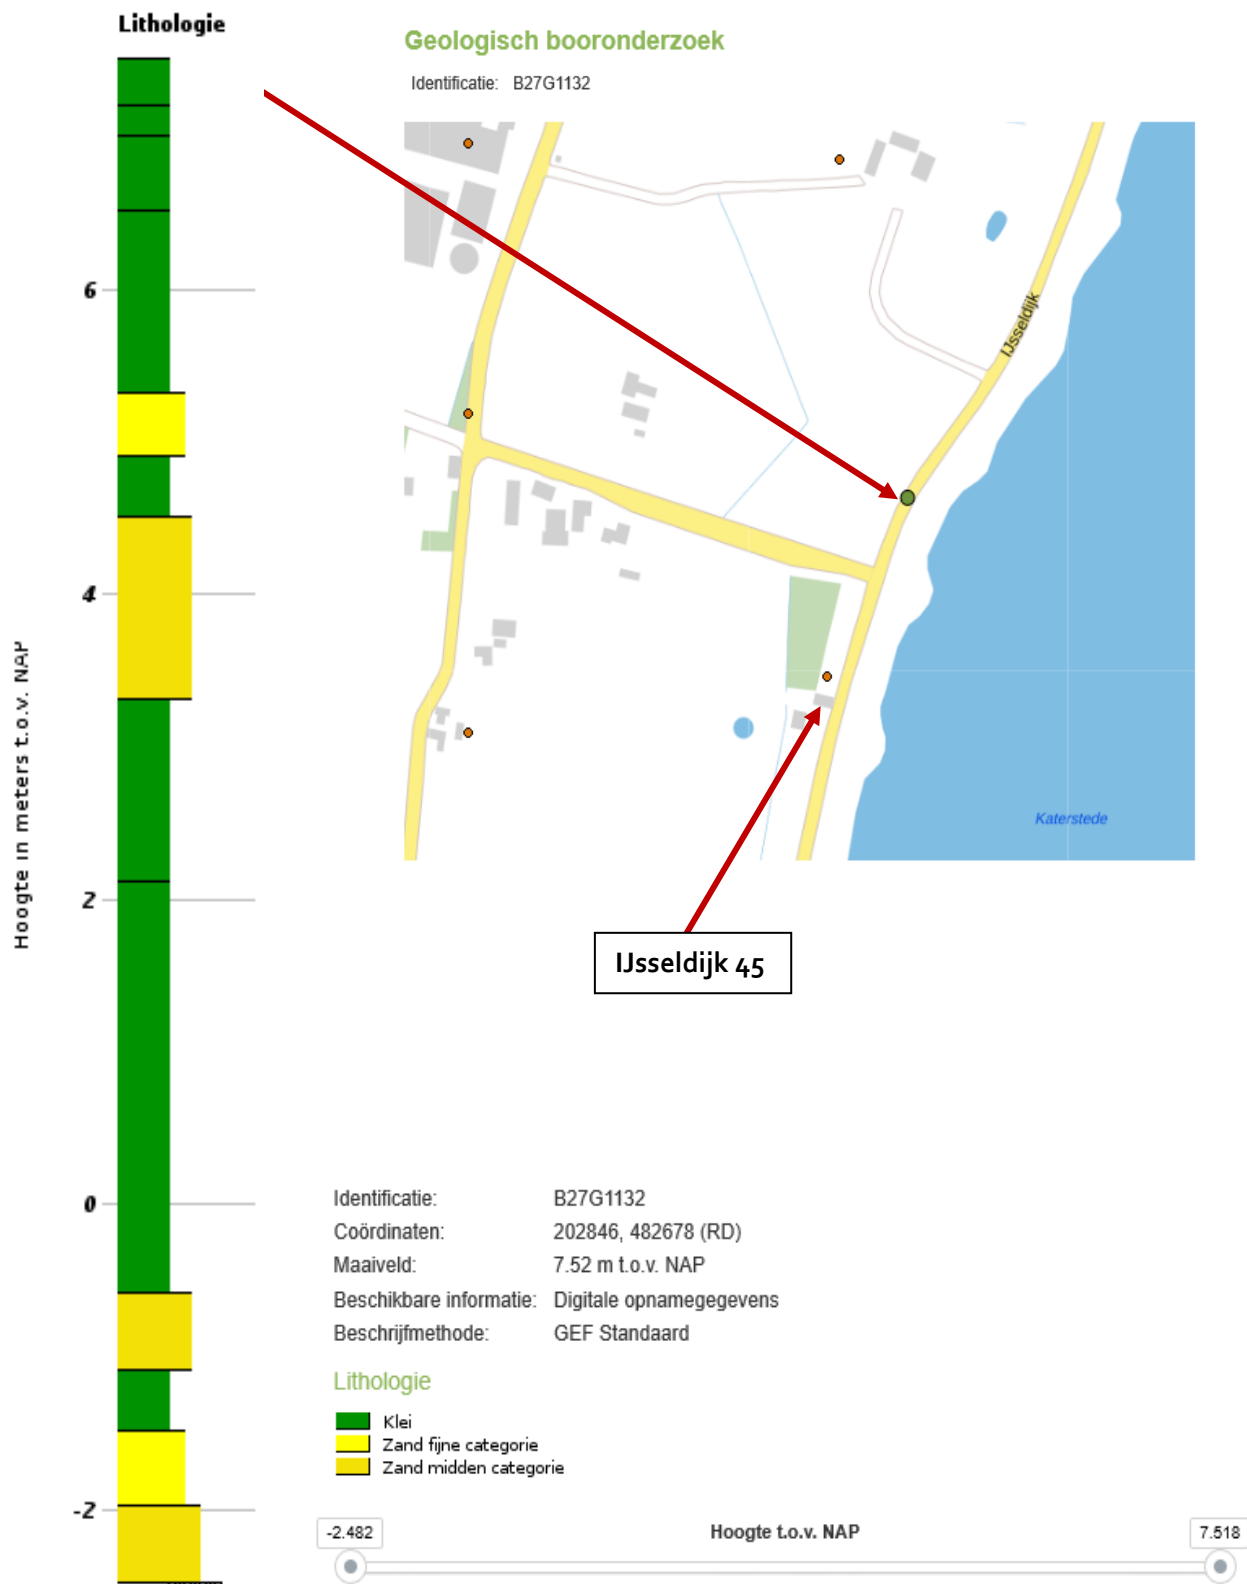 Lithologie
Geologisch booronderzoek
Identificatie: B27G1132
IJsseldijk
Katerstede
IJsseldijk 45
Hoogte in meters t.o.v. NAP
6
4
2
0
-2
Identificatie: B27G1132
Coördinaten: 202846, 482678 (RD)
Maaiveld: 7.52 m t.o.v. NAP
Beschikbare informatie: Digitale opnamegegevens
Beschrijfmethode: GEF Standaard
Lithologie
Klei
Zand fijne categorie
Zand midden categorie
-2.482
Hoogte t.o.v. NAP
7.518